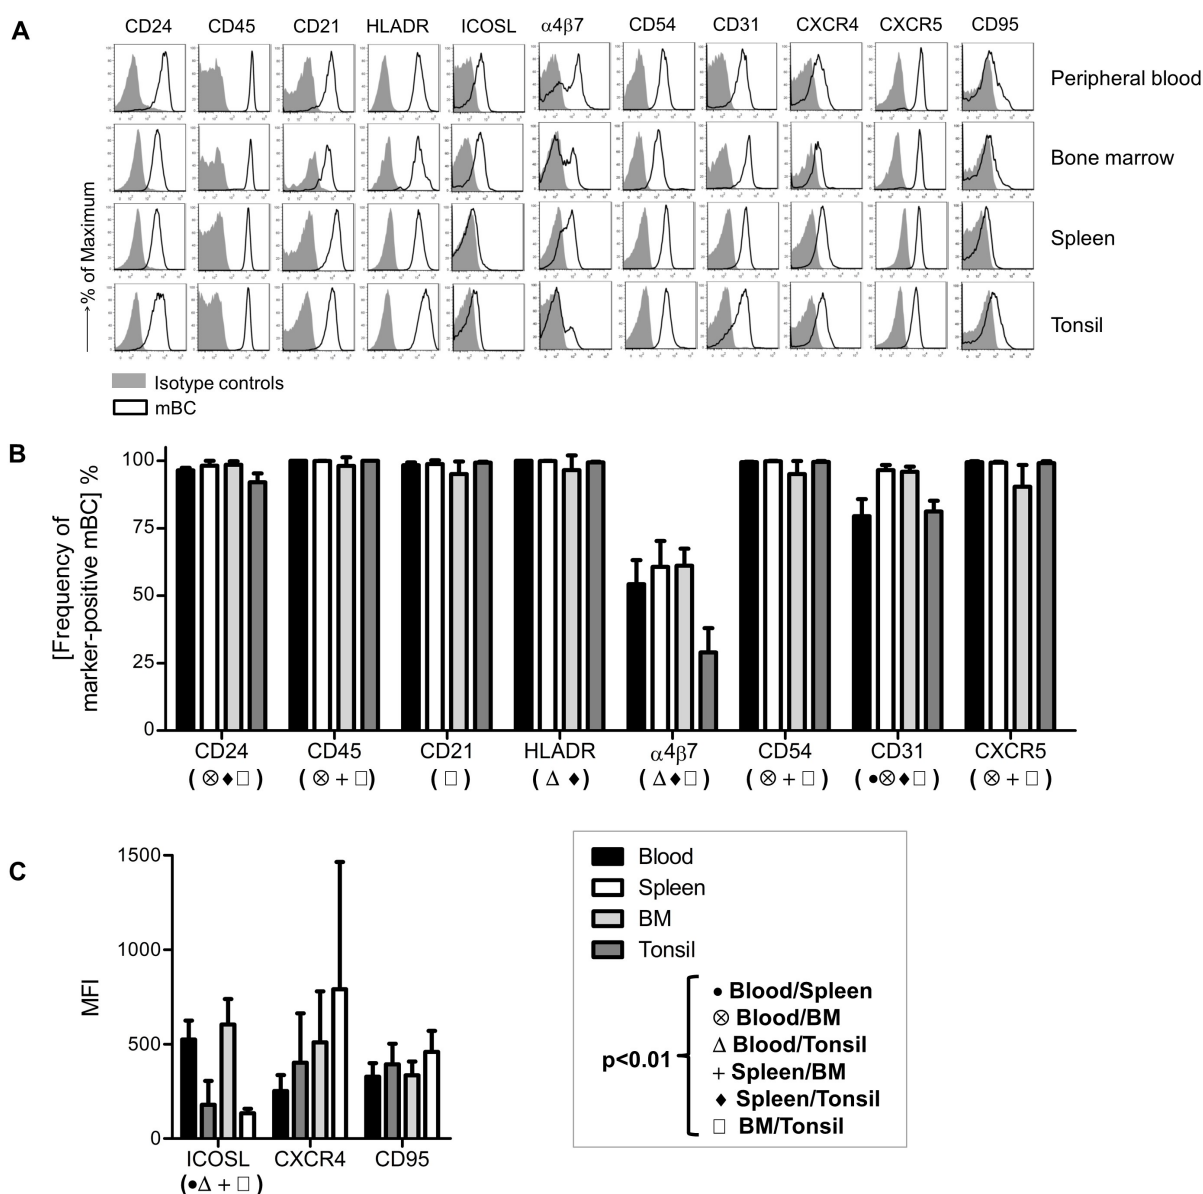 A
CD24 CD45 CD21 HLADR ICOSL α4β7 CD54 CD31 CXCR4 CXCR5 CD95
Peripheral blood
Bone marrow
Spleen
Tonsil
% of Maximum
Isotype controls
mBC
B
[Frequency of
marker-positive mBC] %
100
75
50
25
0
CD24 CD45 CD21 HLADR α4β7 CD54 CD31 CXCR5
(⊗♦□) (⊗+□) (□) (Δ♦) (Δ♦□) (⊗+□) (●⊗♦□) (⊗+□)
C
MFI
1500
1000
500
0
ICOSL CXCR4 CD95
(●Δ+□)
Blood
Spleen
BM
Tonsil
p<0.01
● Blood/Spleen
⊗ Blood/BM
Δ Blood/Tonsil
+ Spleen/BM
♦ Spleen/Tonsil
□ BM/Tonsil